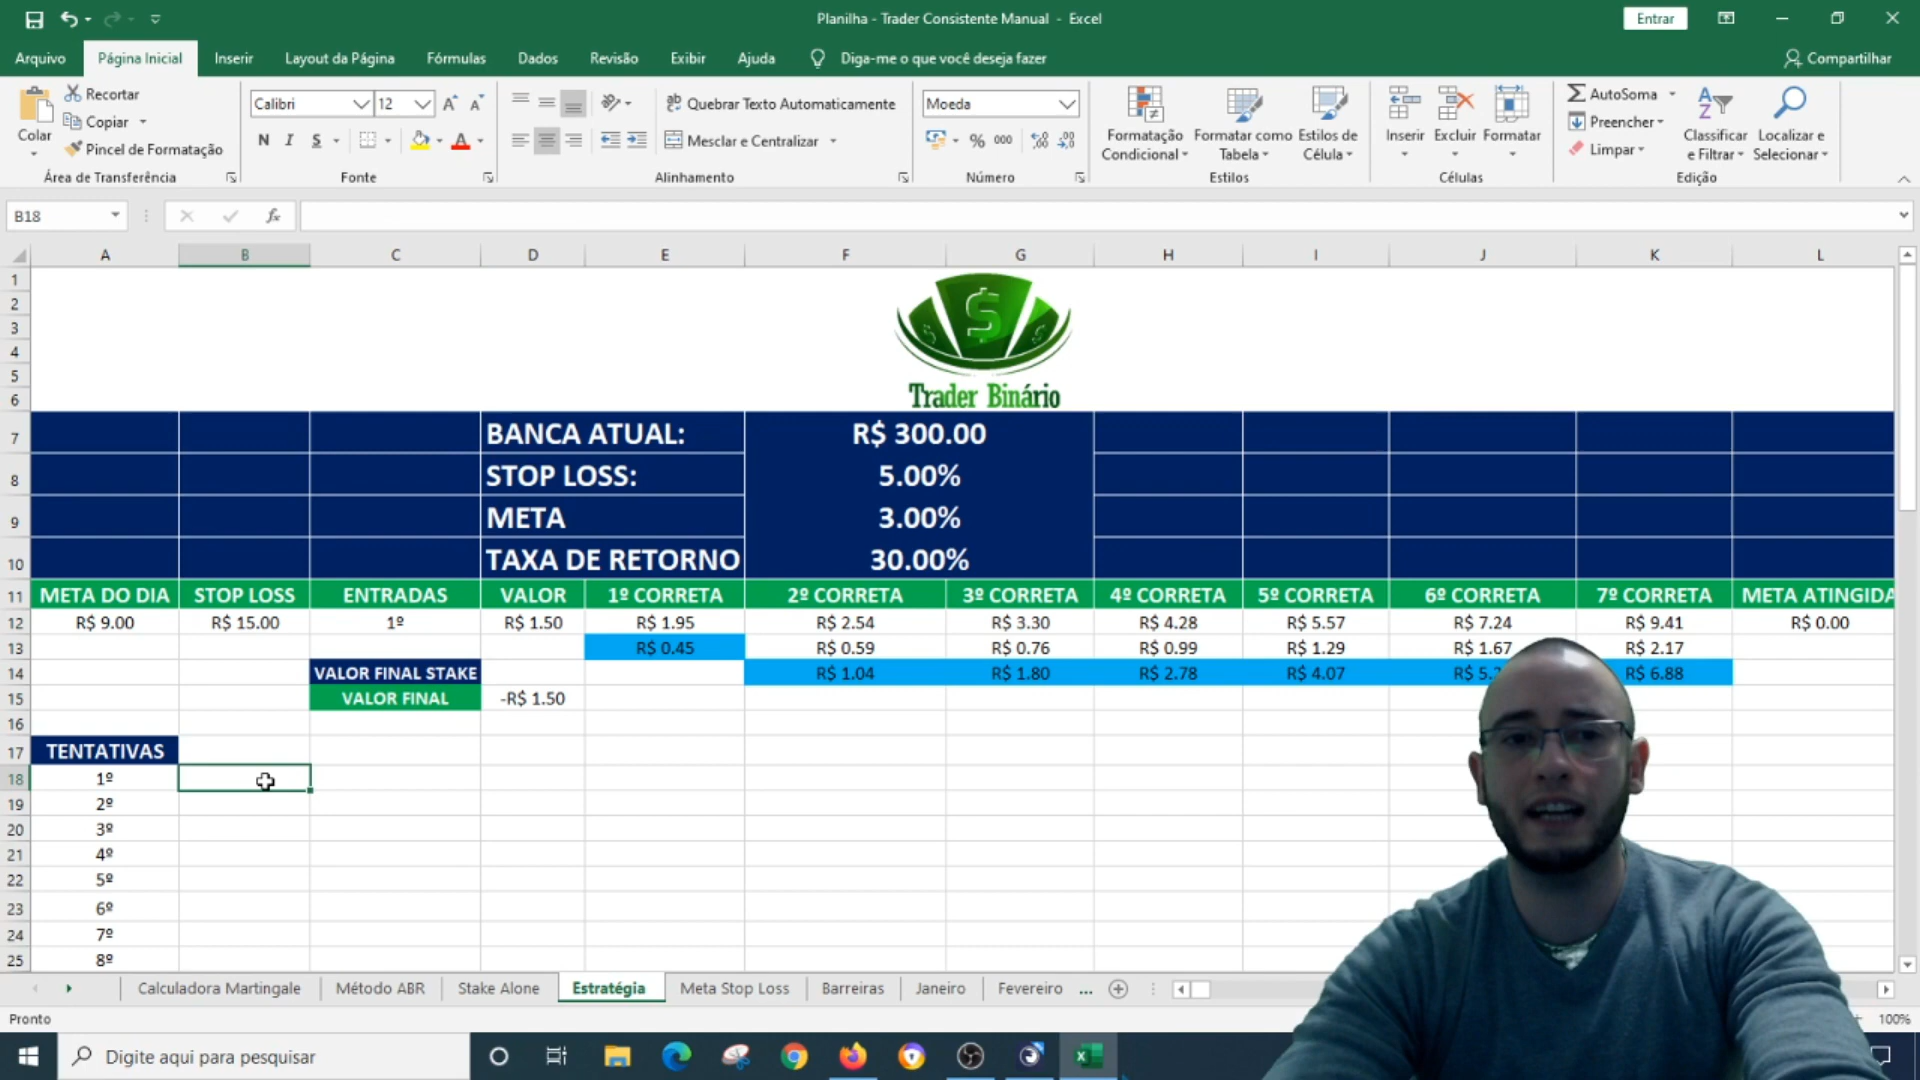 Planilha - Trader Consistente Manual - Excel
Entrar
Arquivo
Página Inicial
Inserir
Layout da Página
Fórmulas
Dados
Revisão
Exibir
Ajuda
Diga-me o que você deseja fazer
Compartilhar
Colar
Recortar
Copiar
Pincel de Formatação
Área de Transferência
Calibri
12
N I S
Fonte
Quebrar Texto Automaticamente
Mesclar e Centralizar
Alinhamento
Moeda
% 000
Número
Formatação Condicional
Formatar como Tabela
Estilos de Célula
Estilos
Inserir
Excluir
Formatar
Células
AutoSoma
Preencher
Limpar
Classificar e Filtrar
Localizar e Selecionar
Edição
B18
fx
A B C D E F G H I J K L
1
2
3
4
5
6
Trader Binário
7 BANCA ATUAL: R$ 300.00
8 STOP LOSS: 5.00%
9 META 3.00%
10 TAXA DE RETORNO 30.00%
11 META DO DIA STOP LOSS ENTRADAS VALOR 1º CORRETA 2º CORRETA 3º CORRETA 4º CORRETA 5º CORRETA 6º CORRETA 7º CORRETA META ATINGIDA
12 R$ 9.00 R$ 15.00 1º R$ 1.50 R$ 1.95 R$ 2.54 R$ 3.30 R$ 4.28 R$ 5.57 R$ 7.24 R$ 9.41 R$ 0.00
13 R$ 0.45 R$ 0.59 R$ 0.76 R$ 0.99 R$ 1.29 R$ 1.67 R$ 2.17
14 VALOR FINAL STAKE R$ 1.04 R$ 1.80 R$ 2.78 R$ 4.07 R$ 6.88
15 VALOR FINAL -R$ 1.50
16
17 TENTATIVAS
18 1º
19 2º
20 3º
21 4º
22 5º
23 6º
24 7º
25 8º
Calculadora Martingale
Método ABR
Stake Alone
Estratégia
Meta Stop Loss
Barreiras
Janeiro
Fevereiro
...
Pronto
100%
Digite aqui para pesquisar